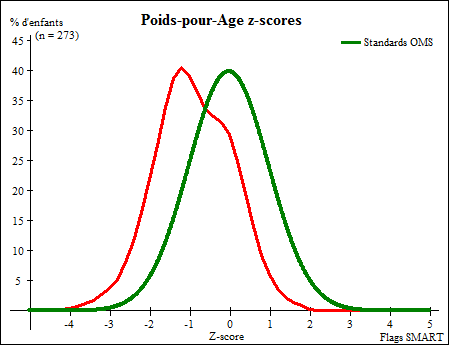 Poids-pour-Age z-scores
% d'enfants
(n = 273)
Standards OMS
45
40
35
30
25
20
15
10
5
-4 -3 -2 -1 0 1 2 3 4 5
Z-score
Flags SMART